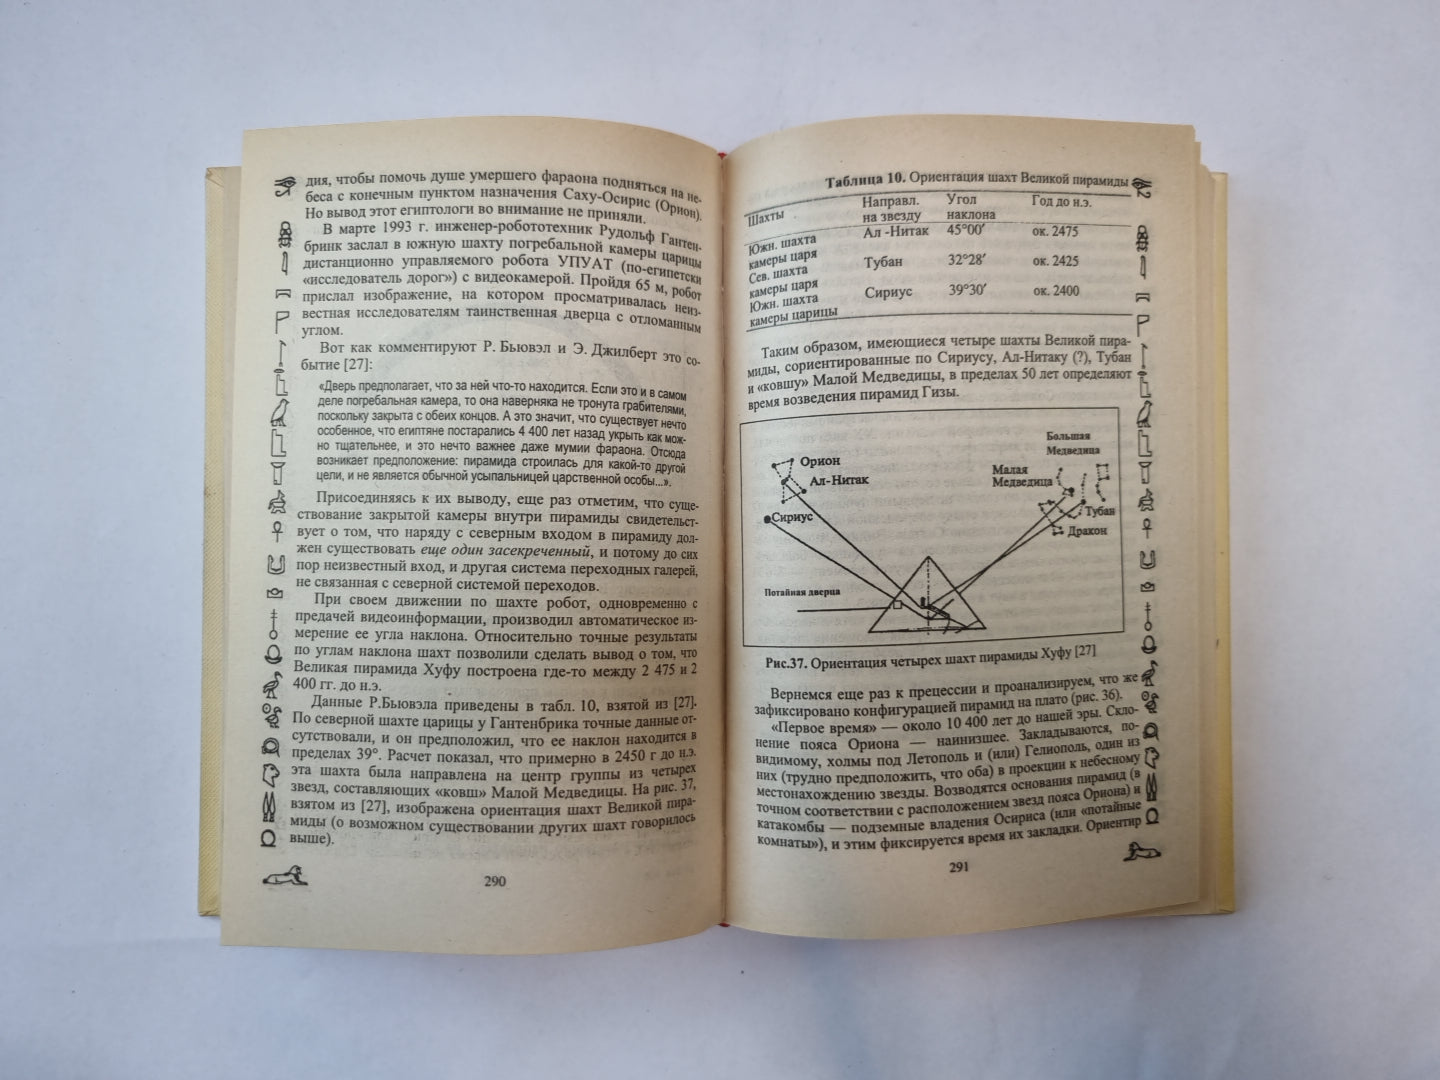 дия, чтобы помочь душе умершего фараона подняться на не-
беса с конечным пунктом назначения Саху-Осирис (Орион).
Но вывод этот египтологи во внимание не приняли.
В марте 1993 г. инженер-робототехник Рудольф Гантен-
бринк заслал в южную шахту погребальной камеры царицы
дистанционно управляемого робота УПУАТ (по-египетски
«исследователь дорог») с видеокамерой. Пройдя 65 м, робот
прислал изображение, на котором просматривалась неиз-
вестная исследователям таинственная дверца с отломанным
углом.
Вот как комментируют Р. Бьювэл и Э. Джилберт это со-
бытие [27]:
«Дверь предполагает, что за ней что-то находится. Если это и в самом
деле погребальная камера, то она наверняка не тронута грабителями,
поскольку закрыта с обеих концов. А это значит, что существует нечто
особенное, что египтяне постарались 4 400 лет назад укрыть как мож-
но тщательнее, и это нечто важнее даже мумии фараона. Отсюда
возникает предположение: пирамида строилась для какой-то другой
цели, и не является обычной усыпальницей царственной особы...».
Присоединяясь к их выводу, еще раз отметим, что суще-
ствование закрытой камеры внутри пирамиды свидетельст-
вует о том, что наряду с северным входом в пирамиду дол-
жен существовать еще один засекреченный, и потому до сих
пор неизвестный вход, и другая система переходных галерей,
не связанная с северной системой переходов.
При своем движении по шахте робот, одновременно с
предачей видеоинформации, производил автоматическое из-
мерение ее угла наклона. Относительно точные результаты
по углам наклона шахт позволили сделать вывод о том, что
Великая пирамида Хуфу построена где-то между 2 475 и 2
400 гг. до н.э.
Данные Р.Бьювэла приведены в табл. 10, взятой из [27].
По северной шахте царицы у Гантенбрика точные данные от-
сутствовали, и он предположил, что ее наклон находится в
пределах 39°. Расчет показал, что примерно в 2450 г до н.э.
эта шахта была направлена на центр группы из четырех
звезд, составляющих «ковш» Малой Медведицы. На рис. 37,
взятом из [27], изображена ориентация шахт Великой пира-
миды (о возможном существовании других шахт говорилось
выше).
290
Таблица 10. Ориентация шахт Великой пирамиды
Шахты Направл. Угол Год до н.э.
на звезду наклона
Южн. шахта Ал -Нитак 45°00′ ок. 2475
камеры царя
Сев. шахта Тубан 32°28′ ок. 2425
камеры царя
Южн. шахта Сириус 39°30′ ок. 2400
камеры царицы
Таким образом, имеющиеся четыре шахты Великой пира-
миды, сориентированные по Сириусу, Ал-Нитаку (?), Тубан
и «ковшу» Малой Медведицы, в пределах 50 лет определяют
время возведения пирамид Гизы.
Большая
Медведица
Орион
Малая
Медведица
Ал-Нитак
Сириус
Тубан
Дракон
Потайная дверца
Рис.37. Ориентация четырех шахт пирамиды Хуфу [27]
Вернемся еще раз к прецессии и проанализируем, что же
зафиксировано конфигурацией пирамид на плато (рис. 36).
«Первое время» — около 10 400 лет до нашей эры. Скло-
нение пояса Ориона — наинизшее. Закладываются, по-
видимому, холмы под Летополь и (или) Гелиополь, один из
них (трудно предположить, что оба) в проекции к небесному
местонахождению звезды. Возводятся основания пирамид (в
точном соответствии с расположением звезд пояса Ориона) и
катакомбы — подземные владения Осириса (или «потайные
комнаты»), и этим фиксируется время их закладки. Ориентир
291